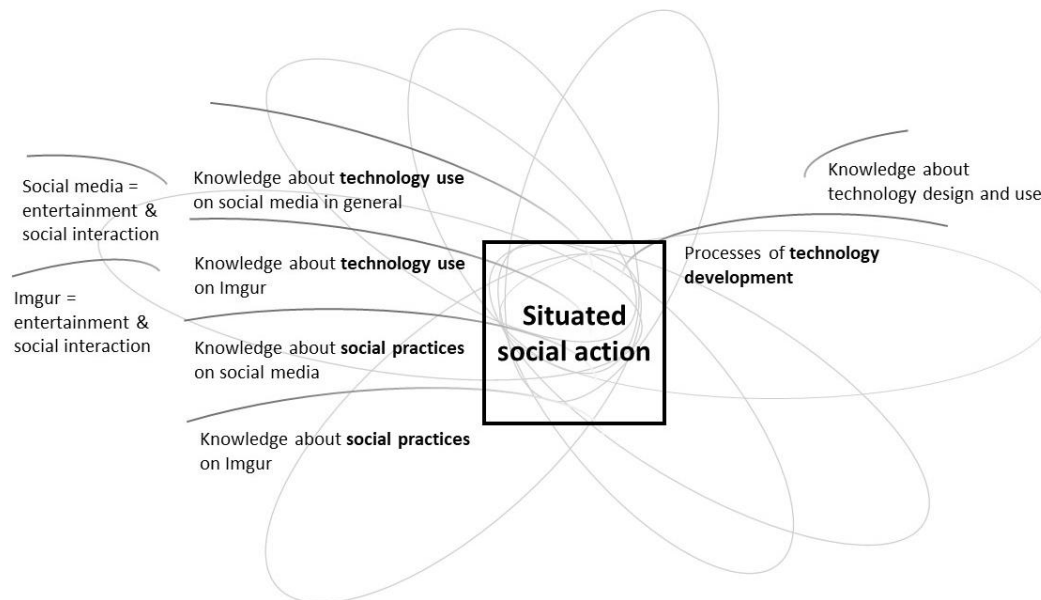 Social media =
entertainment &
social interaction
Imgur =
entertainment &
social interaction
Knowledge about technology use
on social media in general
Knowledge about technology use
on Imgur
Knowledge about social practices
on social media
Knowledge about social practices
on Imgur
Situated
social action
Knowledge about
technology design and use
Processes of technology
development